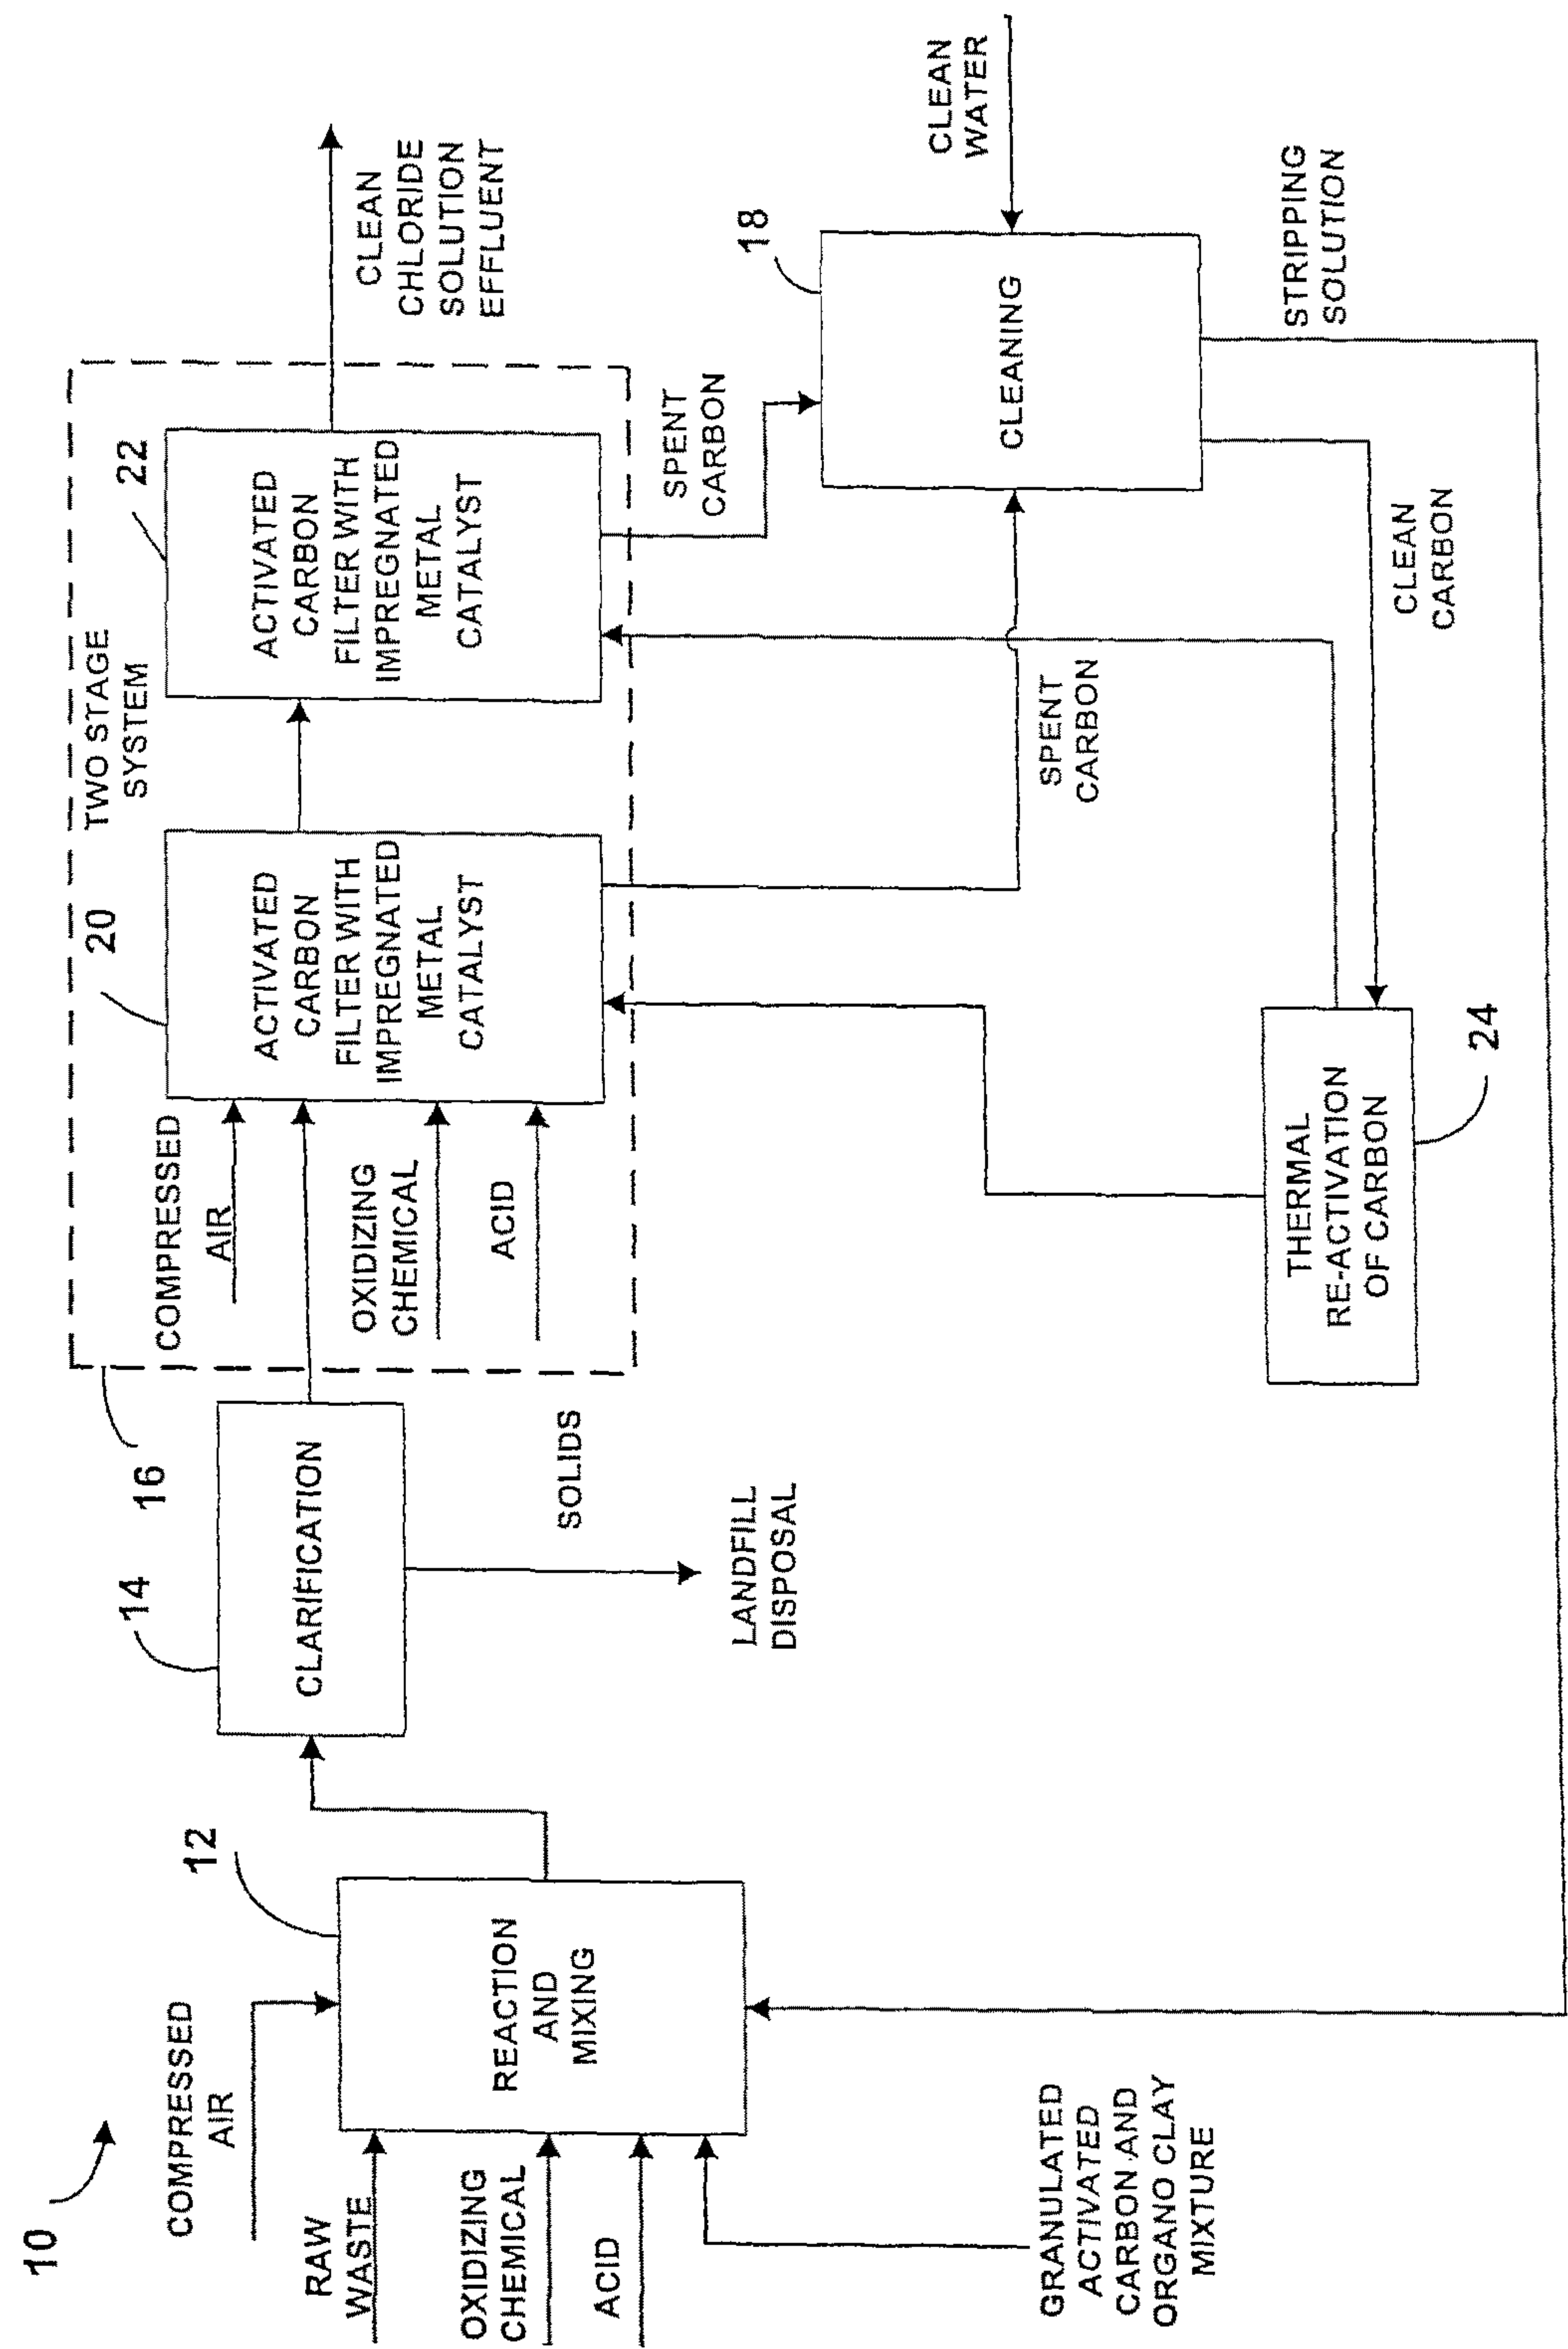 10
COMPRESSED
AIR
RAW
WASTE
OXIDIZING
CHEMICAL
ACID
GRANULATED
ACTIVATED
CARBON AND
ORGANO CLAY
MIXTURE
12
REACTION
AND
MIXING
14
CLARIFICATION
SOLIDS
LANDFILL
DISPOSAL
16
TWO STAGE
SYSTEM
COMPRESSED
AIR
OXIDIZING
CHEMICAL
ACID
20
ACTIVATED
CARBON
FILTER WITH
IMPREGNATED
METAL
CATALYST
22
ACTIVATED
CARBON
FILTER WITH
IMPREGNATED
METAL
CATALYST
CLEAN
CHLORIDE
SOLUTION
EFFLUENT
SPENT
CARBON
SPENT
CARBON
18
CLEANING
CLEAN
WATER
STRIPPING
SOLUTION
CLEAN
CARBON
THERMAL
RE-ACTIVATION
OF CARBON
24